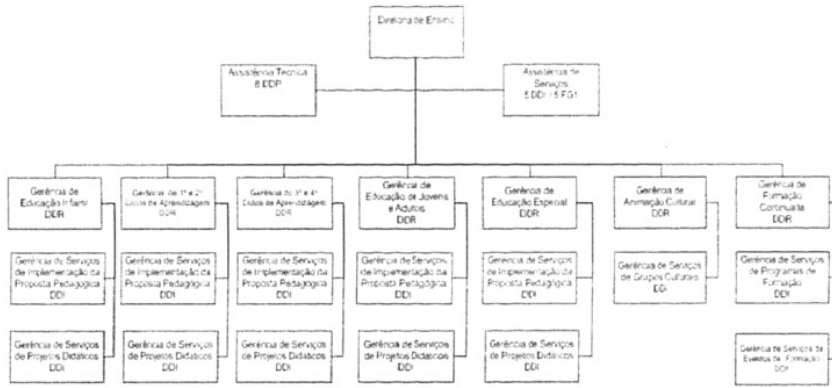 Diretoria de Ensino
Assistência Técnica
6 DDP
Assistência de
Serviços
5 DDI / 5 FG1
Gerência de
Educação Infantil
DDR
Gerência de 1º e 2º
Ciclos de Aprendizagem
DDR
Gerência de 3º e 4º
Ciclos de Aprendizagem
DDR
Gerência de
Educação de Jovens
e Adultos
DDR
Gerência de
Educação Especial
DDR
Gerência de
Animação Cultural
DDR
Gerência de
Formação
Continuada
DDR
Gerência de Serviços
de Implementação da
Proposta Pedagógica
DDI
Gerência de Serviços
de Implementação da
Proposta Pedagógica
DDI
Gerência de Serviços
de Implementação da
Proposta Pedagógica
DDI
Gerência de Serviços
de Implementação da
Proposta Pedagógica
DDI
Gerência de Serviços
de Implementação da
Proposta Pedagógica
DDI
Gerência de Serviços
de Grupos Culturais
DDI
Gerência de Serviços
de Programas de
Formação
DDI
Gerência de Serviços
de Projetos Didáticos
DDI
Gerência de Serviços
de Projetos Didáticos
DDI
Gerência de Serviços
de Projetos Didáticos
DDI
Gerência de Serviços
de Projetos Didáticos
DDI
Gerência de Serviços
de Projetos Didáticos
DDI
Gerência de Serviços de
Eventos de Formação
DDI